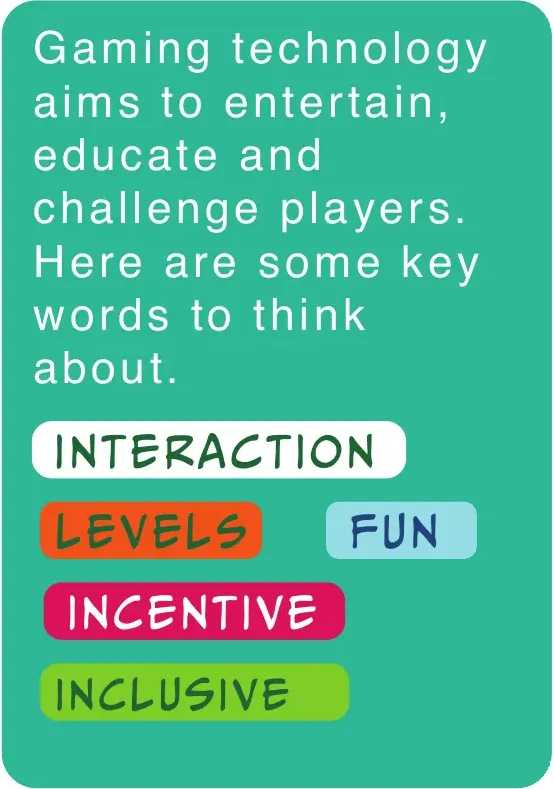 Gaming technology
aims to entertain,
educate and
challenge players.
Here are some key
words to think
about.
INTERACTION
LEVELS FUN
INCENTIVE
INCLUSIVE